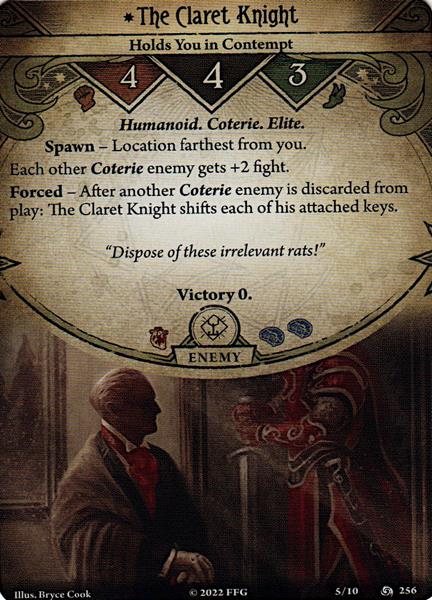 *The Claret Knight
Holds You in Contempt
4 4 3
Humanoid. Coterie. Elite.
Spawn – Location farthest from you.
Each other Coterie enemy gets +2 fight.
Forced – After another Coterie enemy is discarded from
play: The Claret Knight shifts each of his attached keys.
“Dispose of these irrelevant rats!”
Victory 0.
ENEMY
Illus. Bryce Cook © 2022 FFG 5/10 256